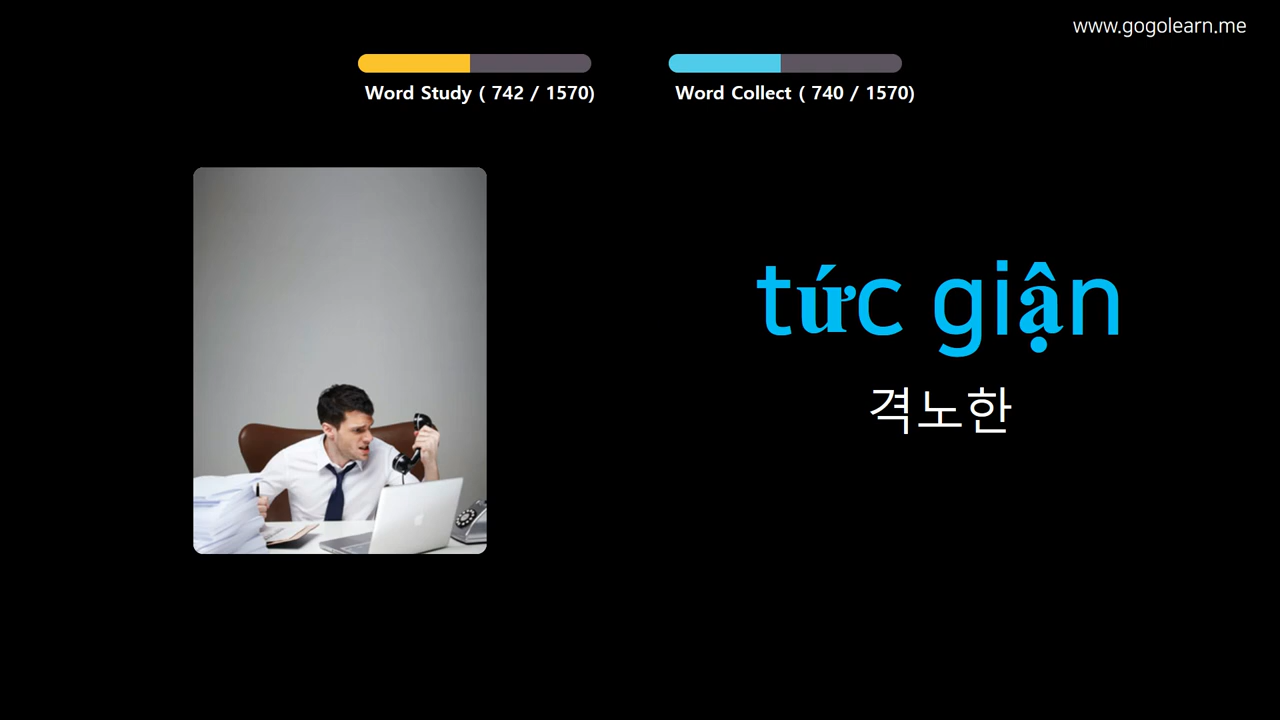 www.gogolearn.me
Word Study ( 742 / 1570)
Word Collect ( 740 / 1570)
tức giận
격노한